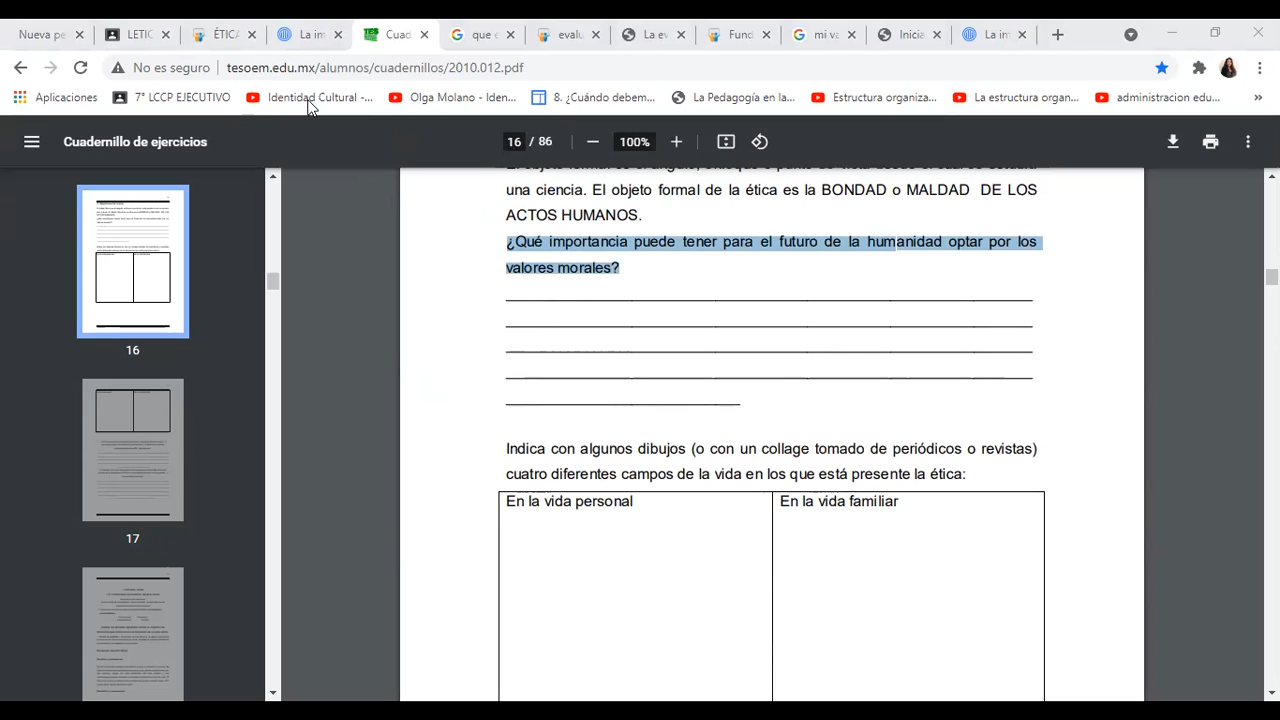 Nueva pe
LETIC
ÉTICA
La im
Cuad
que e
evalu
La ev
Fund
mi va
Inicia
La im
No es seguro
tesoem.edu.mx/alumnos/cuadernillos/2010.012.pdf
Aplicaciones
7° LCCP EJECUTIVO
Identidad Cultural -...
Olga Molano - Iden...
8. ¿Cuándo debem...
La Pedagogía en la...
Estructura organiza...
La estructura organ...
administracion edu...
»
Cuadernillo de ejercicios
16 / 86
100%
16
17
una ciencia. El objeto formal de la ética es la BONDAD o MALDAD DE LOS
ACTOS HUMANOS.
¿Qué importancia puede tener para el futuro de la humanidad optar por los
valores morales?
Indica con algunos dibujos (o con un collage tomado de periódicos o revistas)
cuatro diferentes campos de la vida en los que está presente la ética:
En la vida personal
En la vida familiar